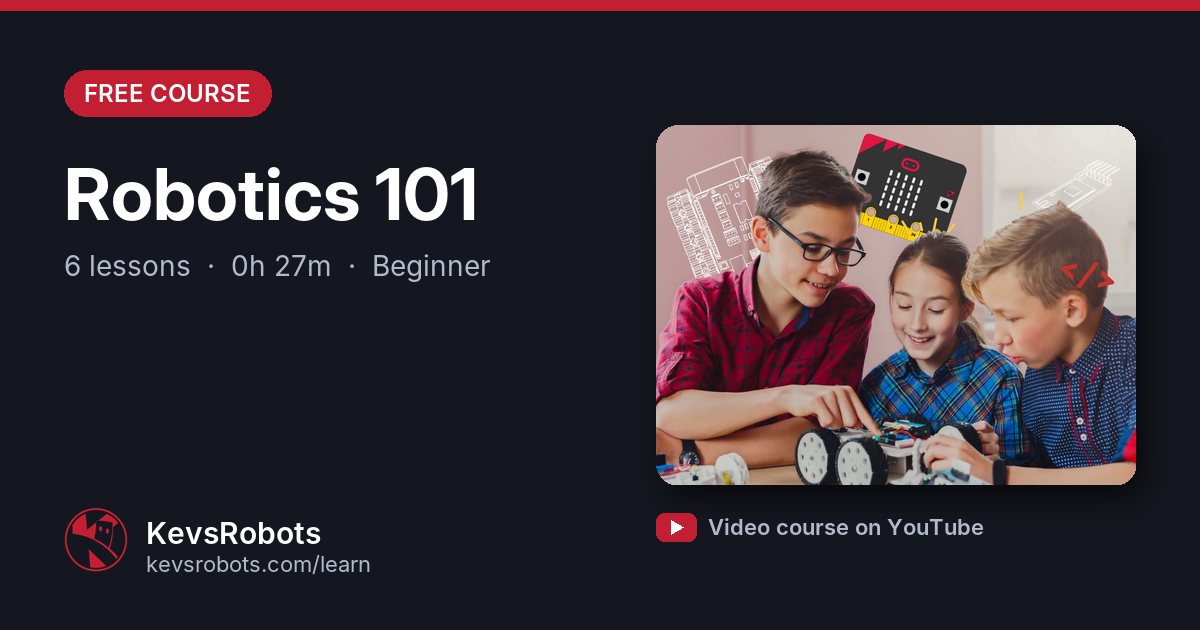 FREE COURSE
Robotics 101
6 lessons · 0h 27m · Beginner
</>
KevsRobots
kevsrobots.com/learn
Video course on YouTube